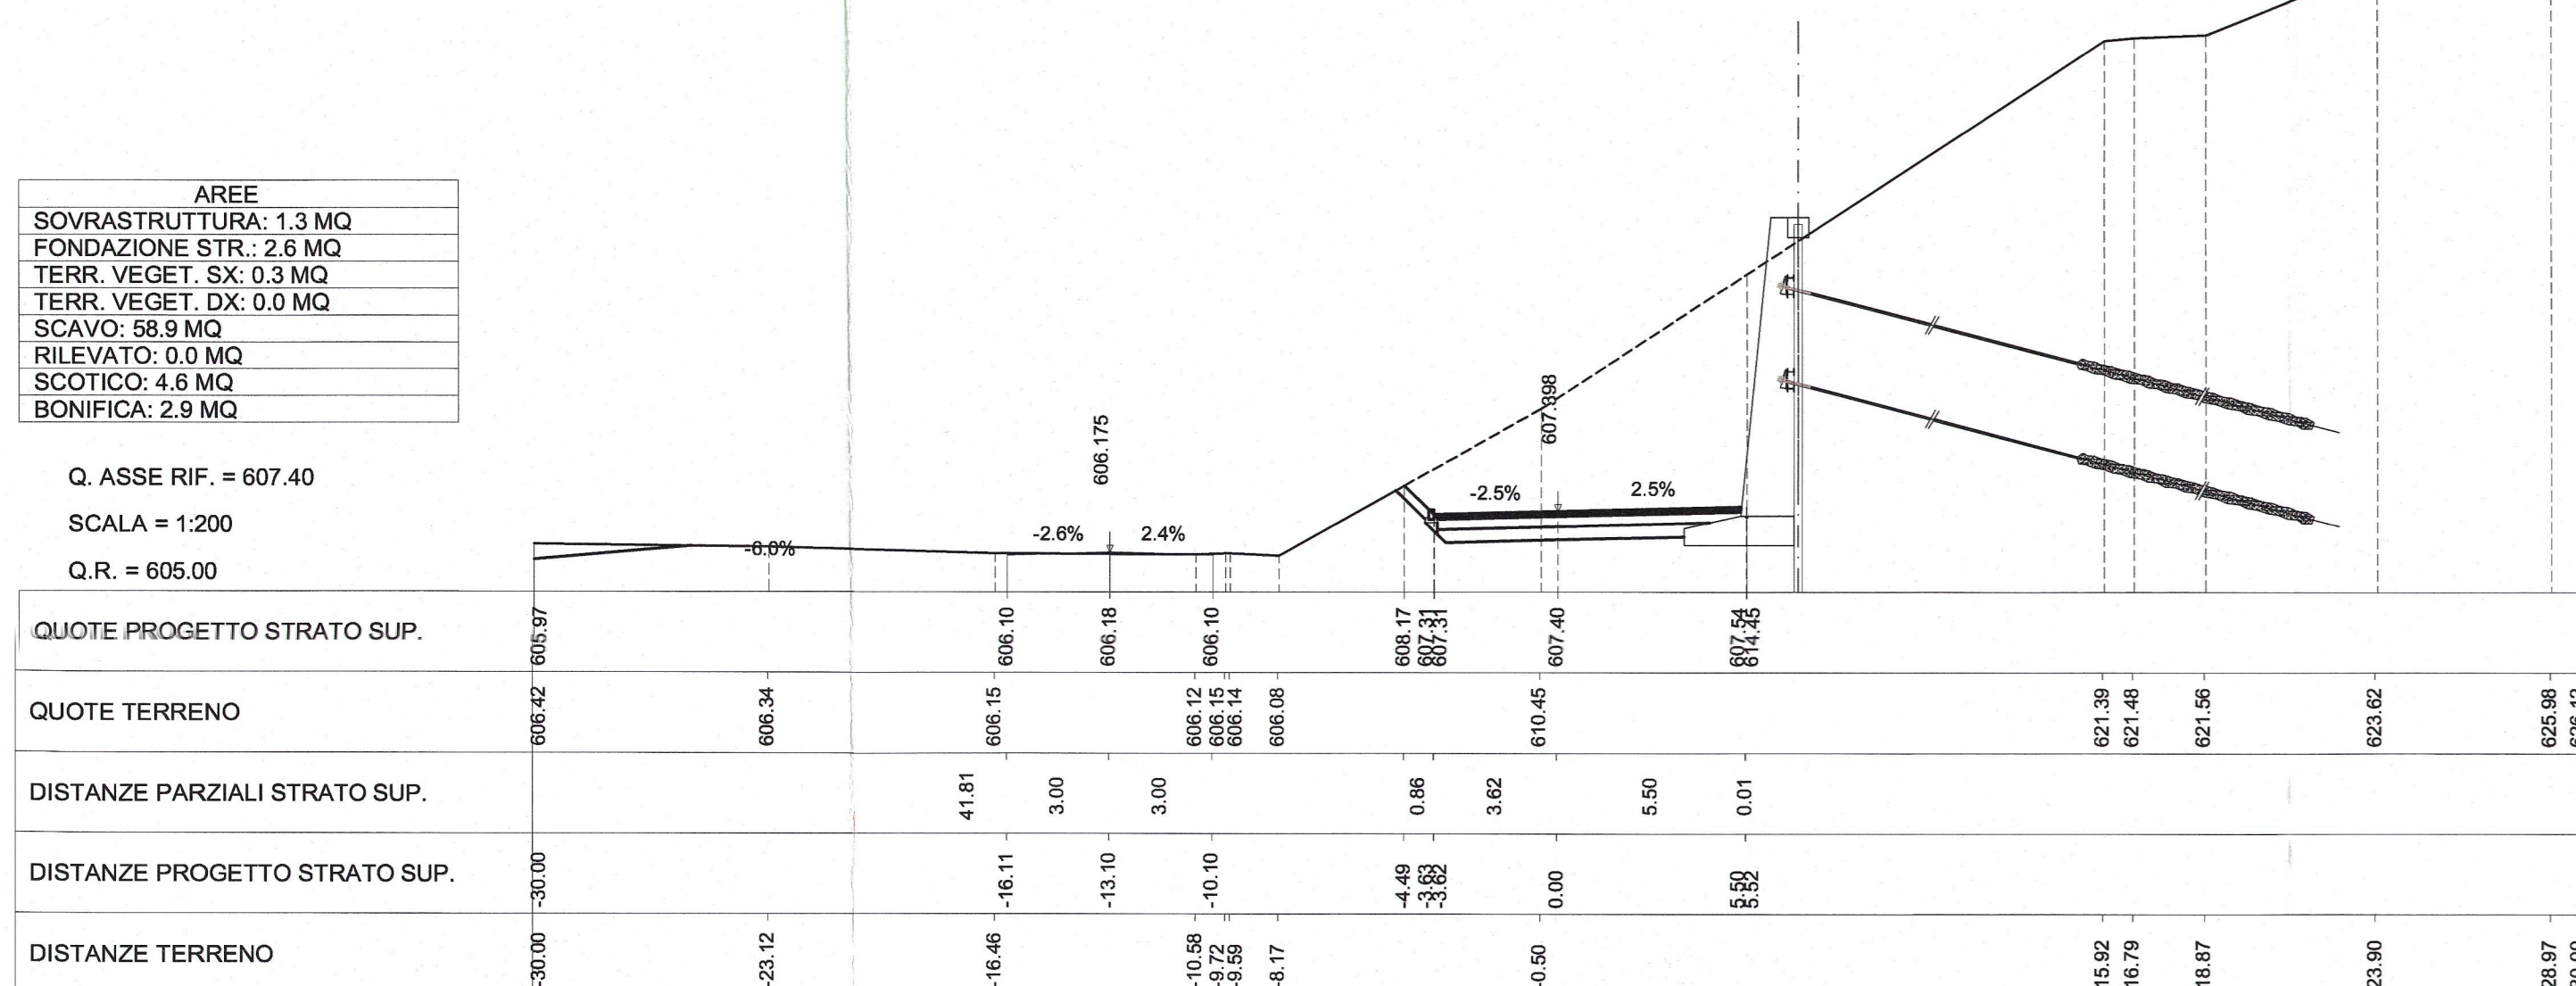 AREE
SOVRASTRUTTURA: 1.3 MQ
FONDAZIONE STR.: 2.6 MQ
TERR. VEGET. SX: 0.3 MQ
TERR. VEGET. DX: 0.0 MQ
SCAVO: 58.9 MQ
RILEVATO: 0.0 MQ
SCOTICO: 4.6 MQ
BONIFICA: 2.9 MQ
Q. ASSE RIF. = 607.40
SCALA = 1:200
Q.R. = 605.00
-6.0%
-2.6%
606.175
2.4%
-2.5%
607.398
2.5%
QUOTE PROGETTO STRATO SUP.
605.97 606.10 606.18 606.10 608.17 607.31 607.31 607.40 607.54 614.45
QUOTE TERRENO
606.42 606.34 606.15 606.12 606.15 606.14 606.08 610.45 621.39 621.48 621.56 623.62 625.98
DISTANZE PARZIALI STRATO SUP.
41.81 3.00 3.00 0.86 3.62 5.50 0.01
DISTANZE PROGETTO STRATO SUP.
-30.00 -16.11 -13.10 -10.10 -4.49 -3.63 -3.62 0.00 5.50 5.52
DISTANZE TERRENO
-30.00 -23.12 -16.46 -10.58 -9.72 -9.59 -8.17 -0.50 15.92 16.79 18.87 23.90 28.97